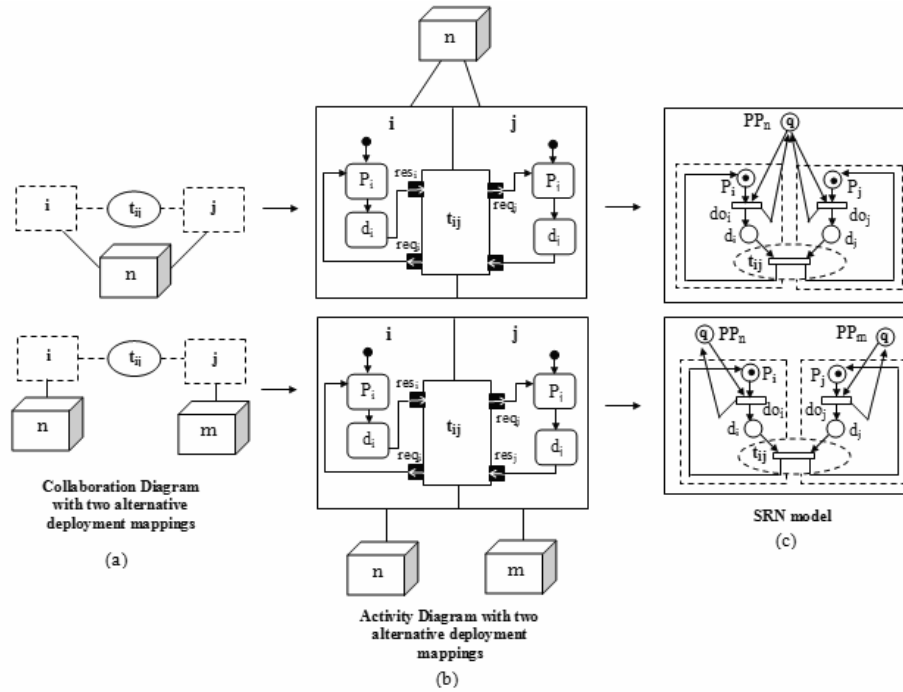 n
i
j
P_i
res_i
d_i
req_i
t_ij
req_j
P_j
d_j
PP_n
q
P_i
P_j
do_i
do_j
d_i
d_j
t_ij
i
t_ij
j
n
i
j
P_i
res_i
d_i
req_i
t_ij
req_j
res_j
P_j
d_j
q
PP_n
PP_m
q
P_i
P_j
do_i
do_j
d_i
d_j
t_ij
i
t_ij
j
n
m
Collaboration Diagram
with two alternative
deployment mappings
(a)
n
m
Activity Diagram with two
alternative deployment
mappings
(b)
SRN model
(c)